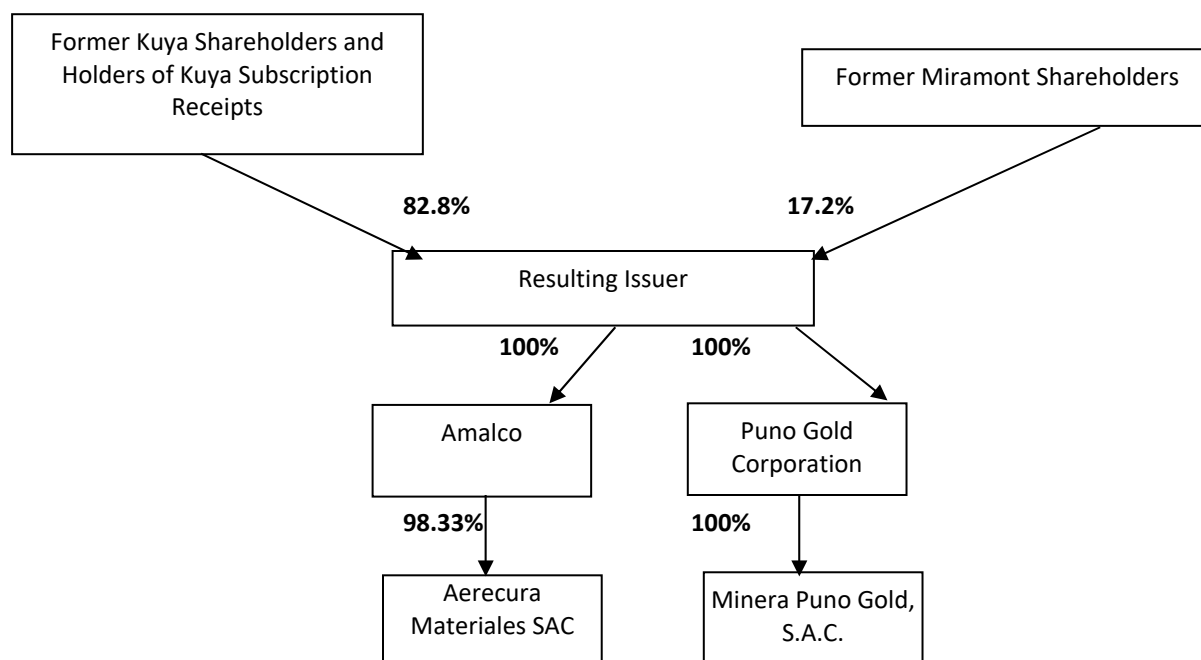 Former Kuya Shareholders and
Holders of Kuya Subscription
Receipts
Former Miramont Shareholders
82.8%
17.2%
Resulting Issuer
100%
100%
Amalco
Puno Gold
Corporation
98.33%
100%
Aerecura
Materiales SAC
Minera Puno Gold,
S.A.C.